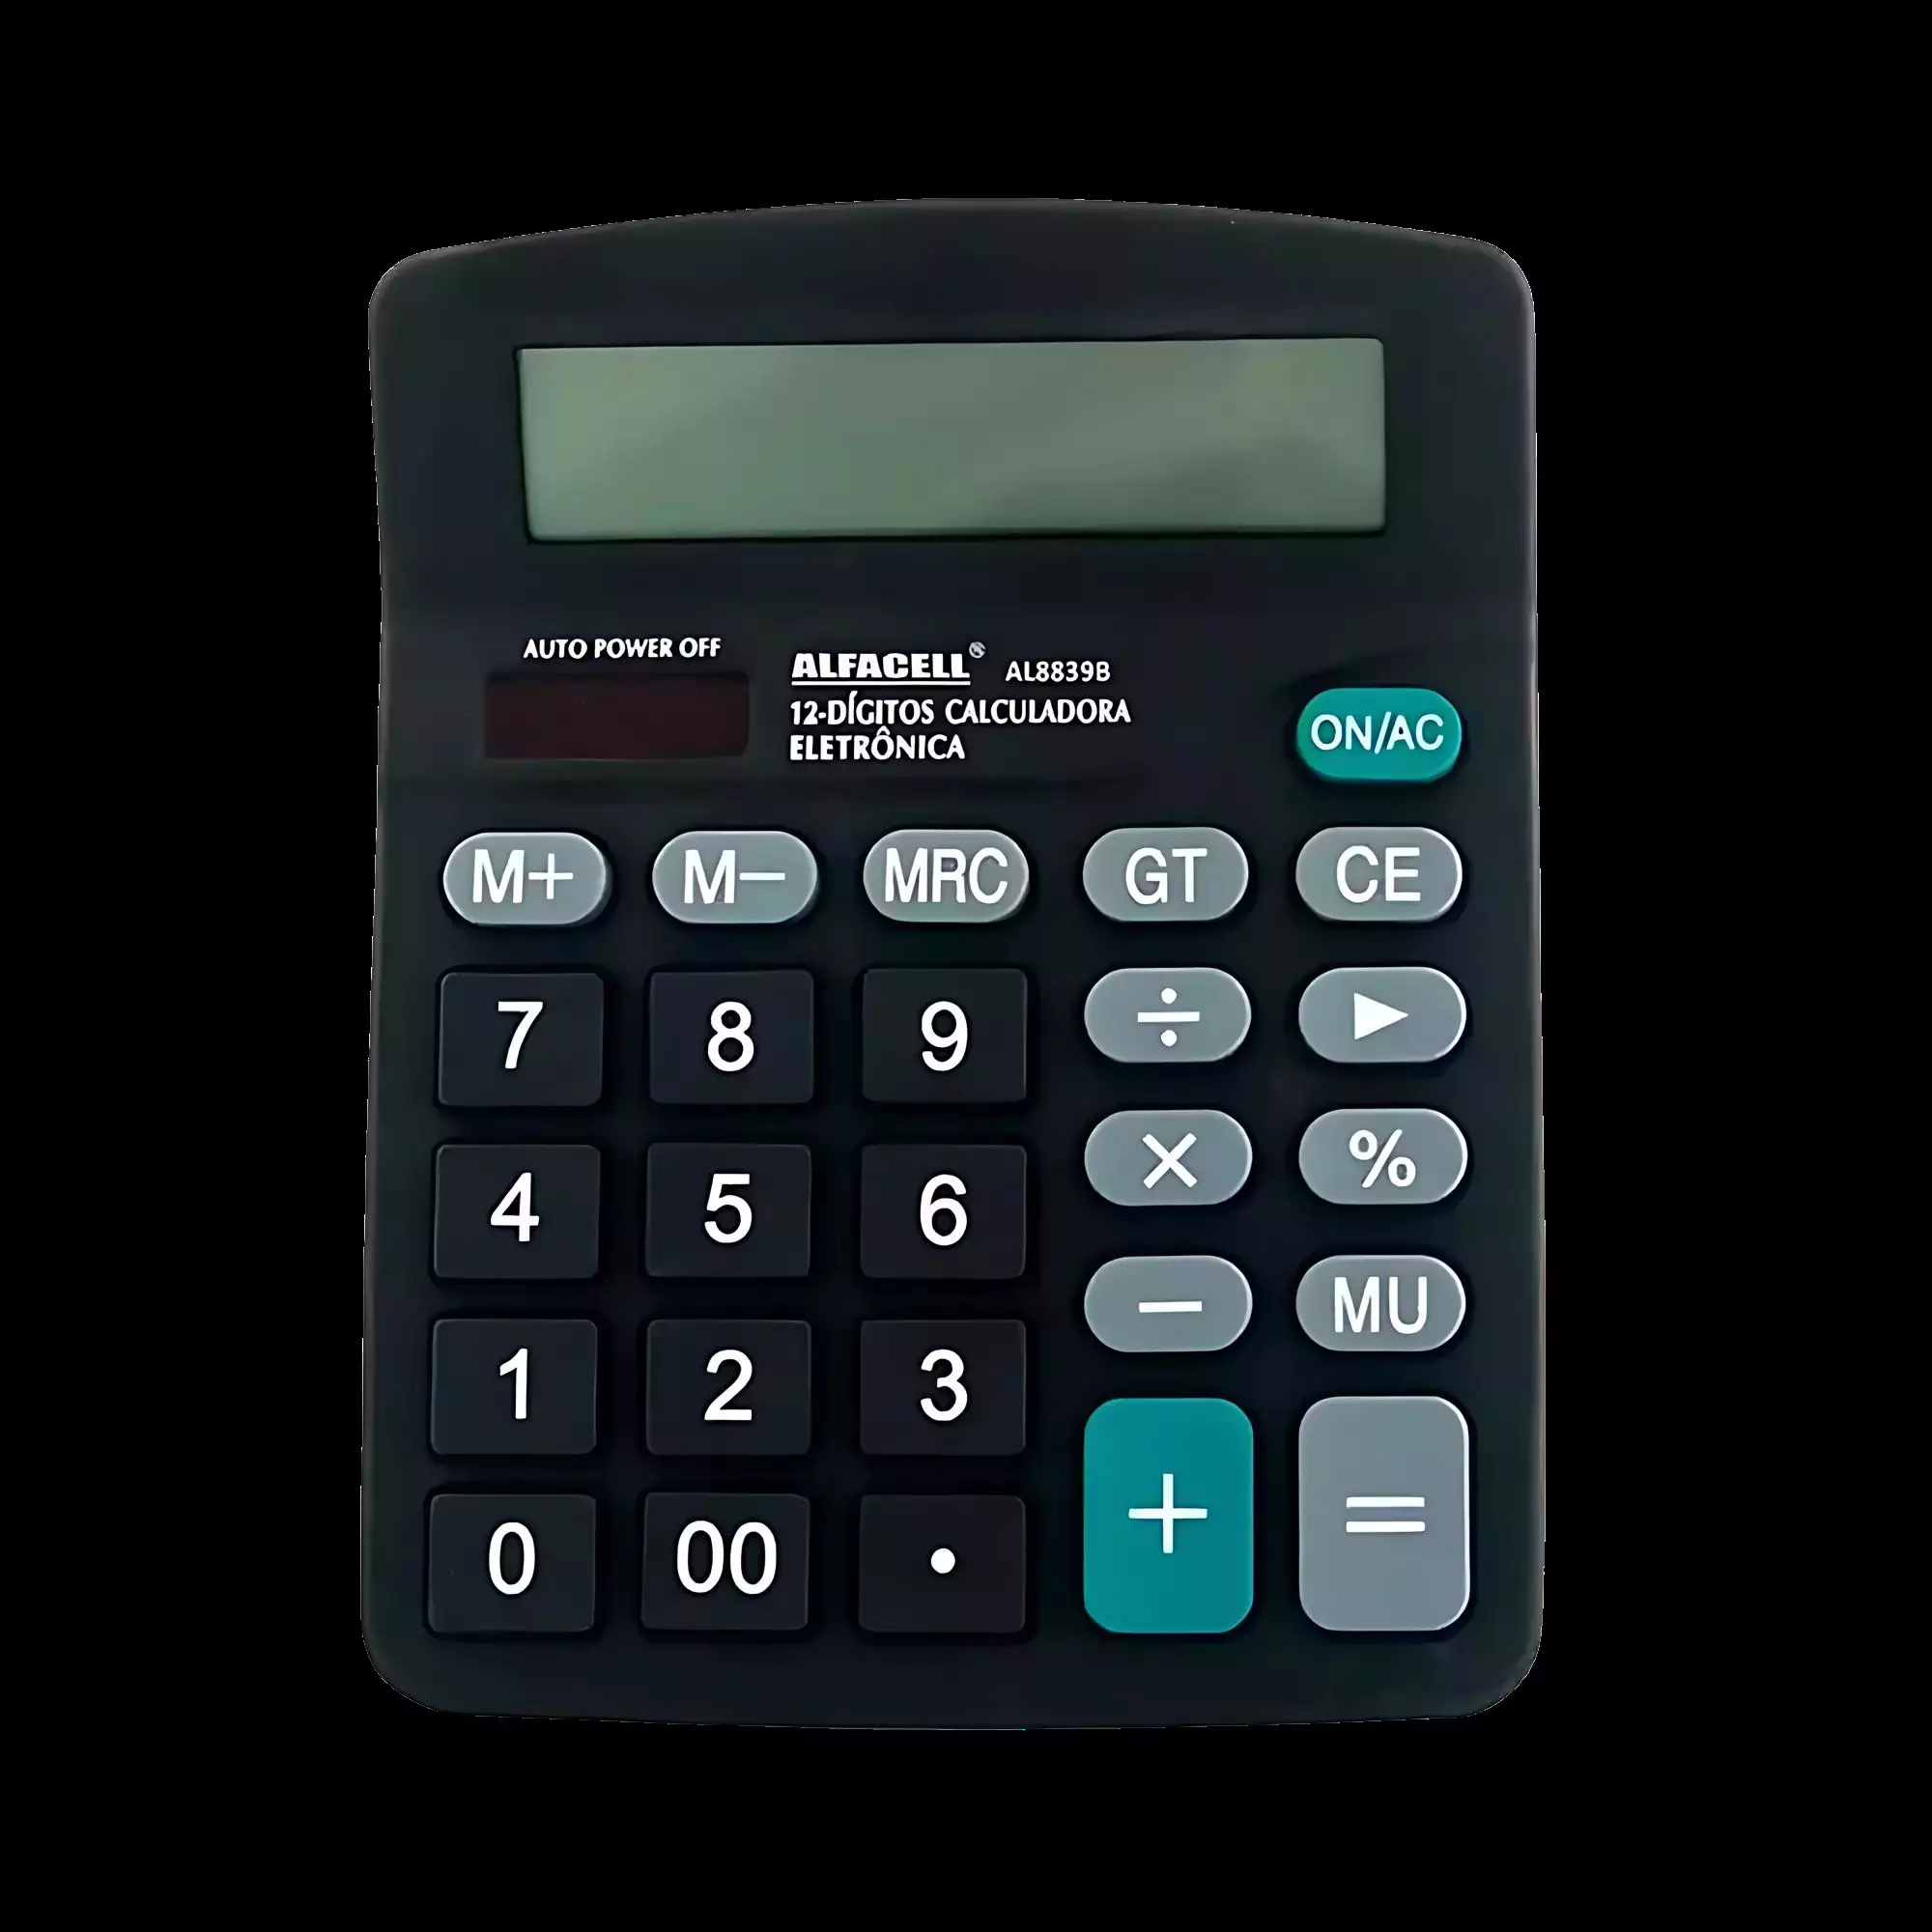 AUTO POWER OFF
ALFACELL® AL8839B
12-DÍGITOS CALCULADORA
ELETRÔNICA
ON/AC
M+ M− MRC GT CE
7 8 9 ÷ ▶
4 5 6 × %
1 2 3 − MU
0 00 . + =